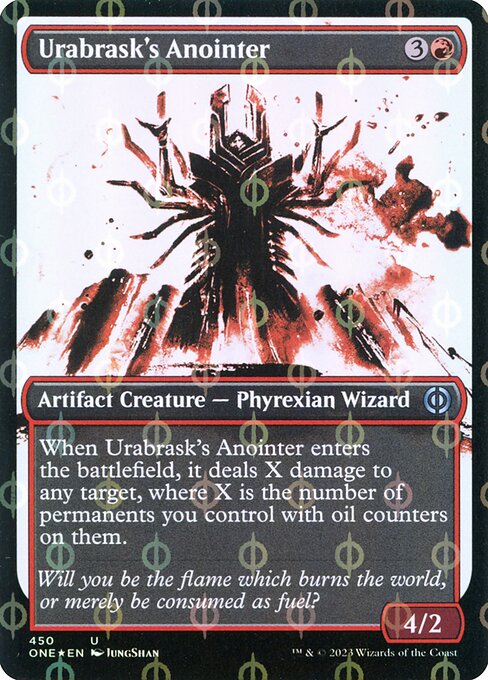 Urabrask's Anointer 3
Artifact Creature — Phyrexian Wizard
When Urabrask's Anointer enters
the battlefield, it deals X damage to
any target, where X is the number of
permanents you control with oil counters
on them.
Will you be the flame which burns the world,
or merely be consumed as fuel?
4/2
450 U
ONE★EN JungShan ™ & © 2023 Wizards of the Coast